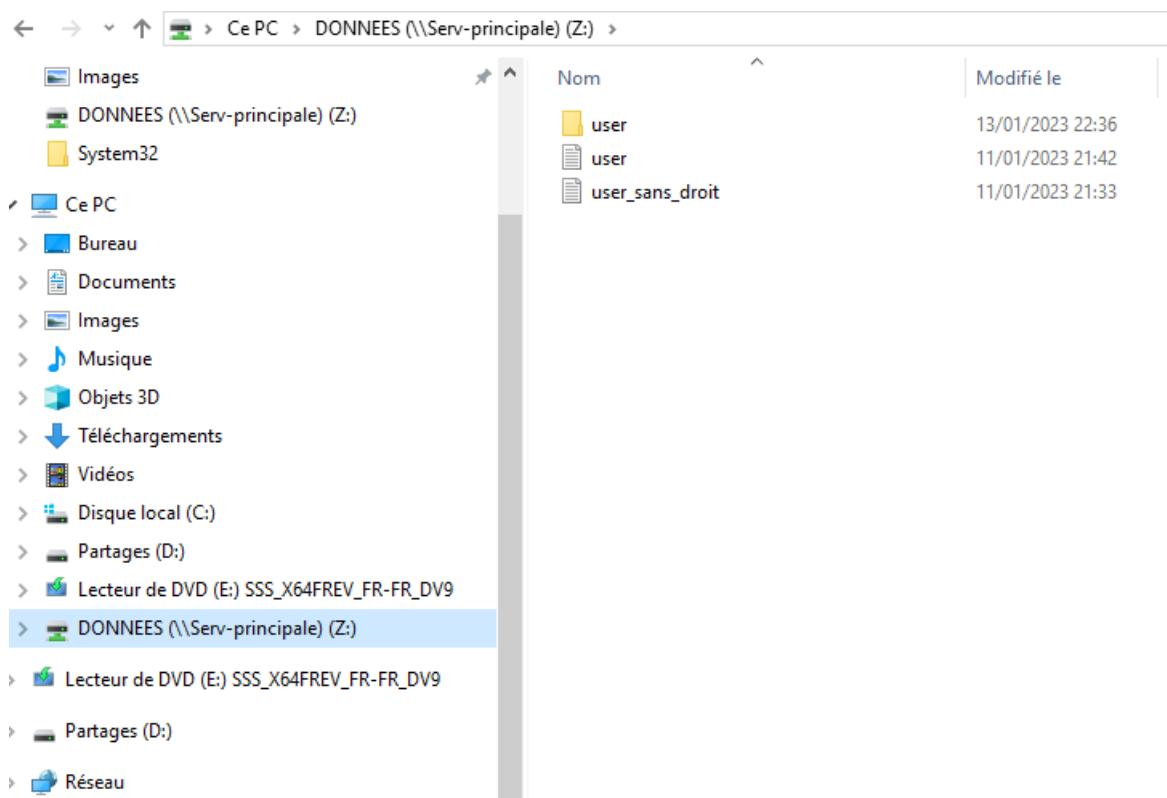 Ce PC > DONNEES (\\Serv-principale) (Z:) >
Images
DONNEES (\\Serv-principale) (Z:)
System32
Ce PC
Bureau
Documents
Images
Musique
Objets 3D
Téléchargements
Vidéos
Disque local (C:)
Partages (D:)
Lecteur de DVD (E:) SSS_X64FREV_FR-FR_DV9
DONNEES (\\Serv-principale) (Z:)
Lecteur de DVD (E:) SSS_X64FREV_FR-FR_DV9
Partages (D:)
Réseau
Nom Modifié le
user 13/01/2023 22:36
user 11/01/2023 21:42
user_sans_droit 11/01/2023 21:33